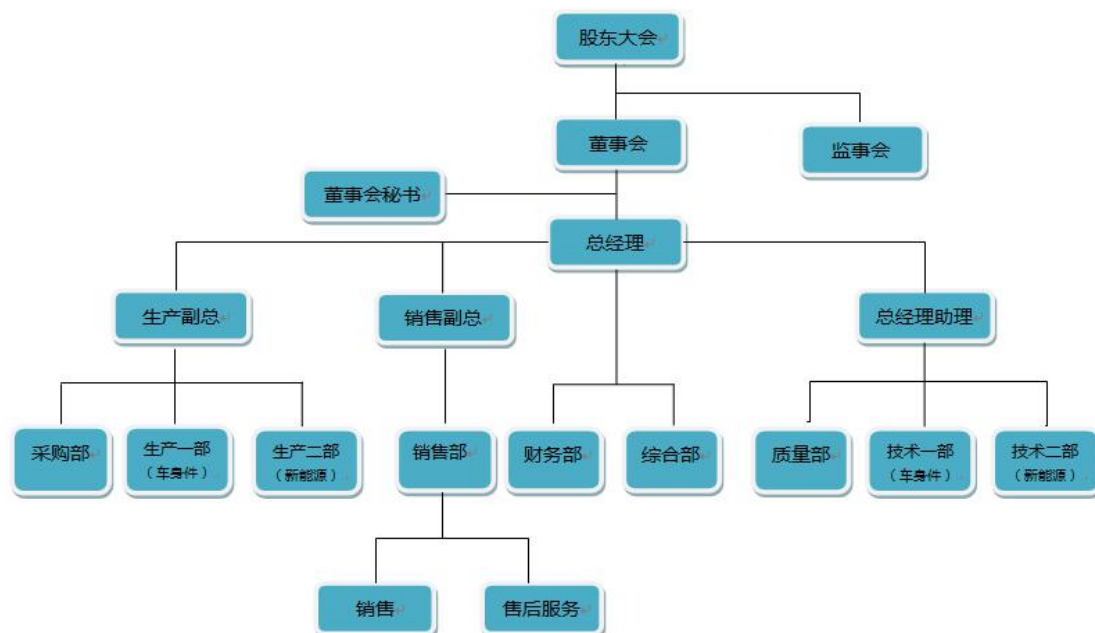 股东大会
董事会
监事会
董事会秘书
总经理
生产副总
销售副总
总经理助理
采购部
生产一部
（车身件）
生产二部
（新能源）
销售部
财务部
综合部
质量部
技术一部
（车身件）
技术二部
（新能源）
销售
售后服务